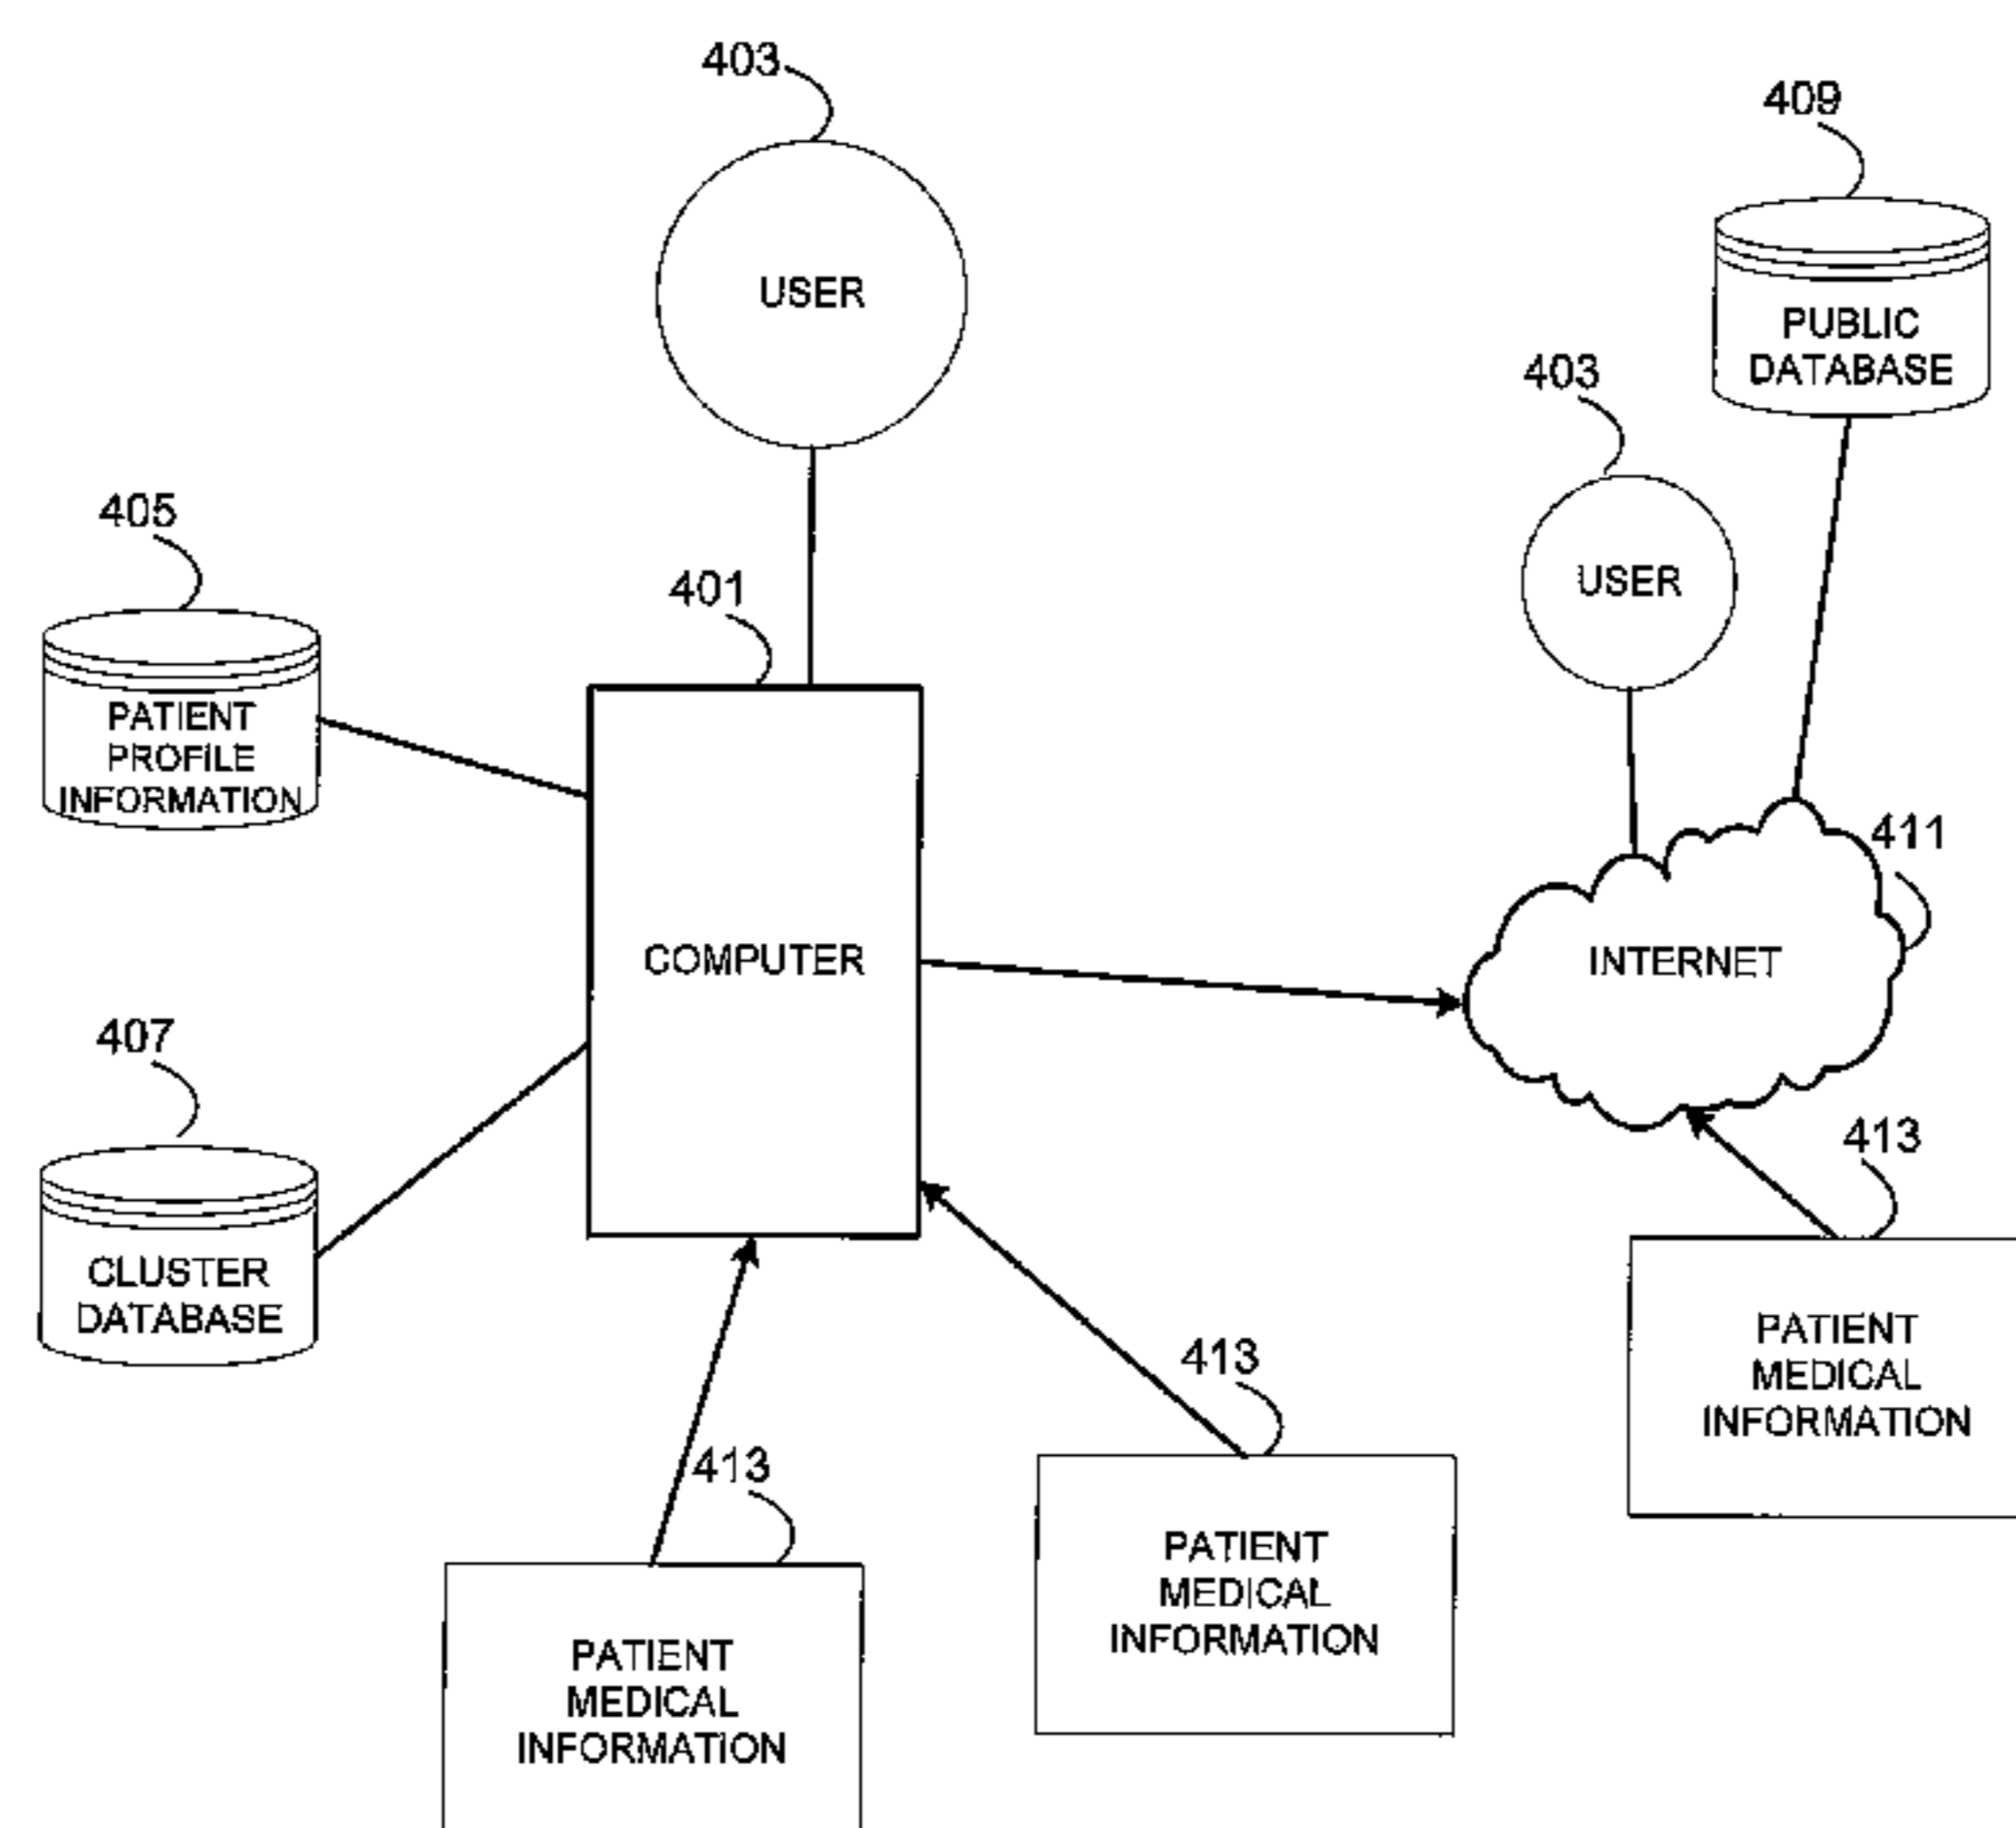 403
409
USER
PUBLIC
DATABASE
403
405
401
USER
PATIENT
PROFILE
INFORMATION
411
COMPUTER
INTERNET
407
413
CLUSTER
DATABASE
PATIENT
MEDICAL
INFORMATION
413
413
PATIENT
MEDICAL
INFORMATION
PATIENT
MEDICAL
INFORMATION